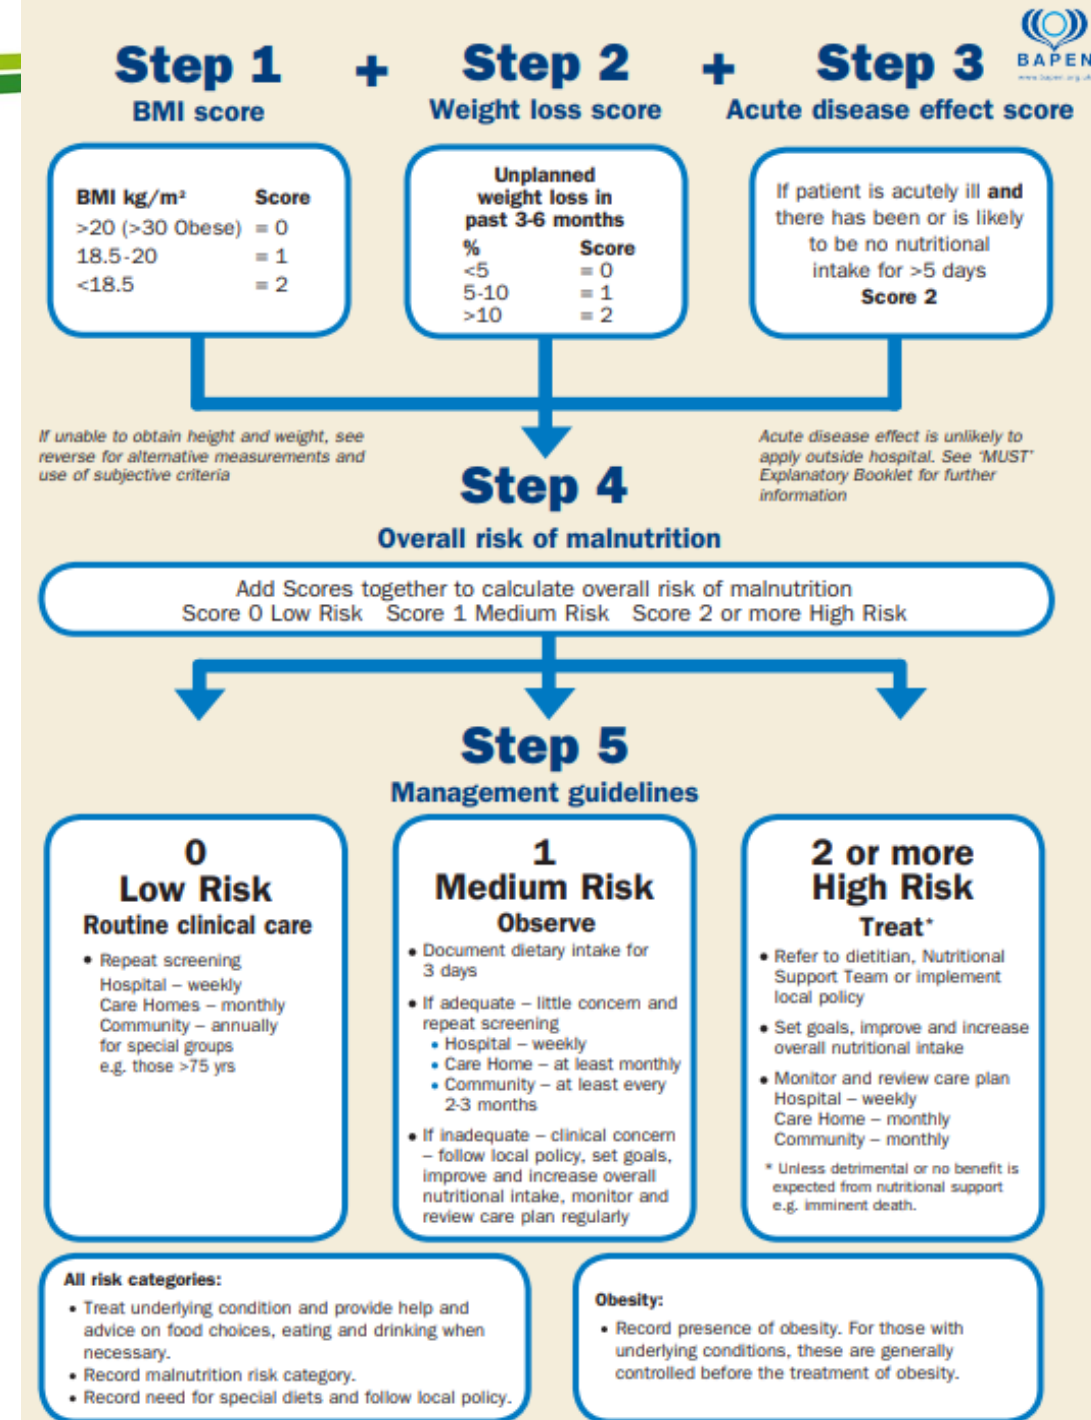 Step 1 + Step 2 + Step 3
BAPEN
www.bapen.org.uk
BMI score
Weight loss score
Acute disease effect score
BMI kg/m² Score
>20 (>30 Obese) = 0
18.5-20 = 1
<18.5 = 2
Unplanned
weight loss in
past 3-6 months
% Score
<5 = 0
5-10 = 1
>10 = 2
If patient is acutely ill and
there has been or is likely
to be no nutritional
intake for >5 days
Score 2
If unable to obtain height and weight, see
reverse for alternative measurements and
use of subjective criteria
Acute disease effect is unlikely to
apply outside hospital. See 'MUST'
Explanatory Booklet for further
information
Step 4
Overall risk of malnutrition
Add Scores together to calculate overall risk of malnutrition
Score 0 Low Risk Score 1 Medium Risk Score 2 or more High Risk
Step 5
Management guidelines
0
Low Risk
Routine clinical care
• Repeat screening
Hospital – weekly
Care Homes – monthly
Community – annually
for special groups
e.g. those >75 yrs
1
Medium Risk
Observe
• Document dietary intake for
3 days
• If adequate – little concern and
repeat screening
• Hospital – weekly
• Care Home – at least monthly
• Community – at least every
2-3 months
• If inadequate – clinical concern
– follow local policy, set goals,
improve and increase overall
nutritional intake, monitor and
review care plan regularly
2 or more
High Risk
Treat*
• Refer to dietitian, Nutritional
Support Team or implement
local policy
• Set goals, improve and increase
overall nutritional intake
• Monitor and review care plan
Hospital – weekly
Care Home – monthly
Community – monthly
* Unless detrimental or no benefit is
expected from nutritional support
e.g. imminent death.
All risk categories:
• Treat underlying condition and provide help and
advice on food choices, eating and drinking when
necessary.
• Record malnutrition risk category.
• Record need for special diets and follow local policy.
Obesity:
• Record presence of obesity. For those with
underlying conditions, these are generally
controlled before the treatment of obesity.